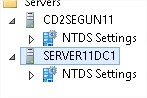 Servers
CD2SEGUN11
NTDS Settings
SERVER11DC1
NTDS Settings